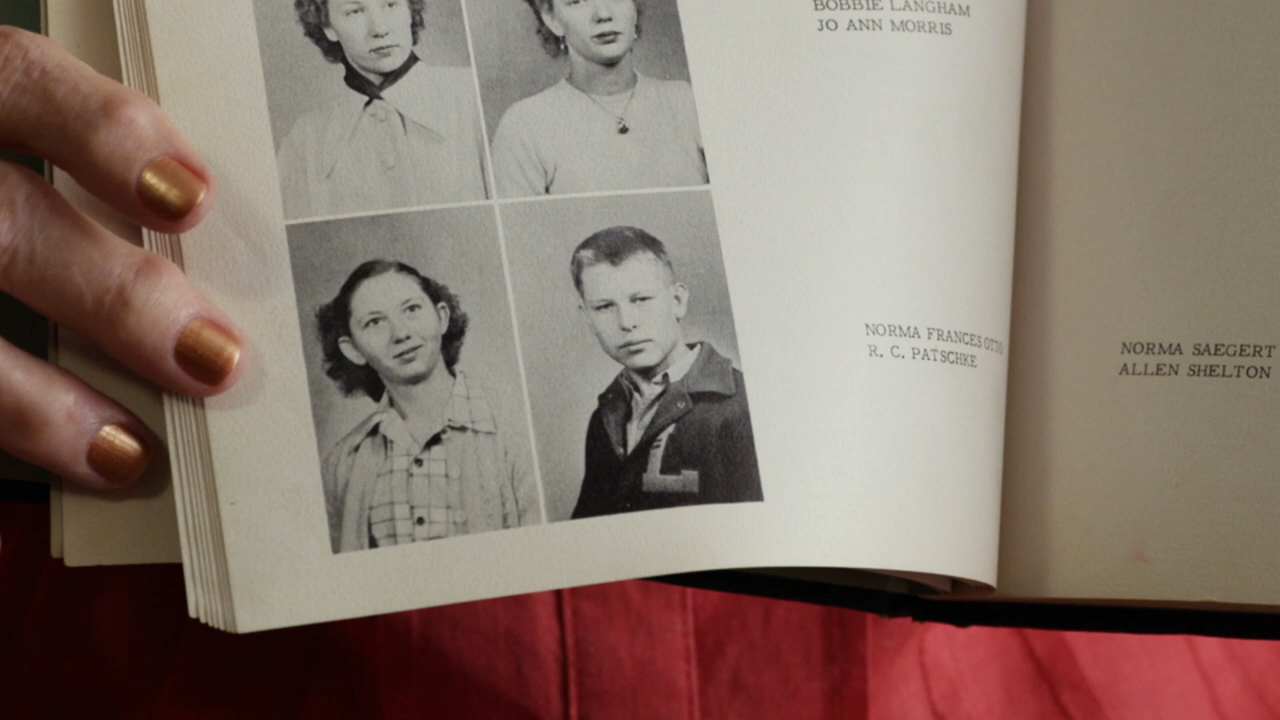 BOBBIE LANGHAM
JO ANN MORRIS
NORMA FRANCES OTTO
R. C. PATSCHKE
L
NORMA SAEGERT
ALLEN SHELTON